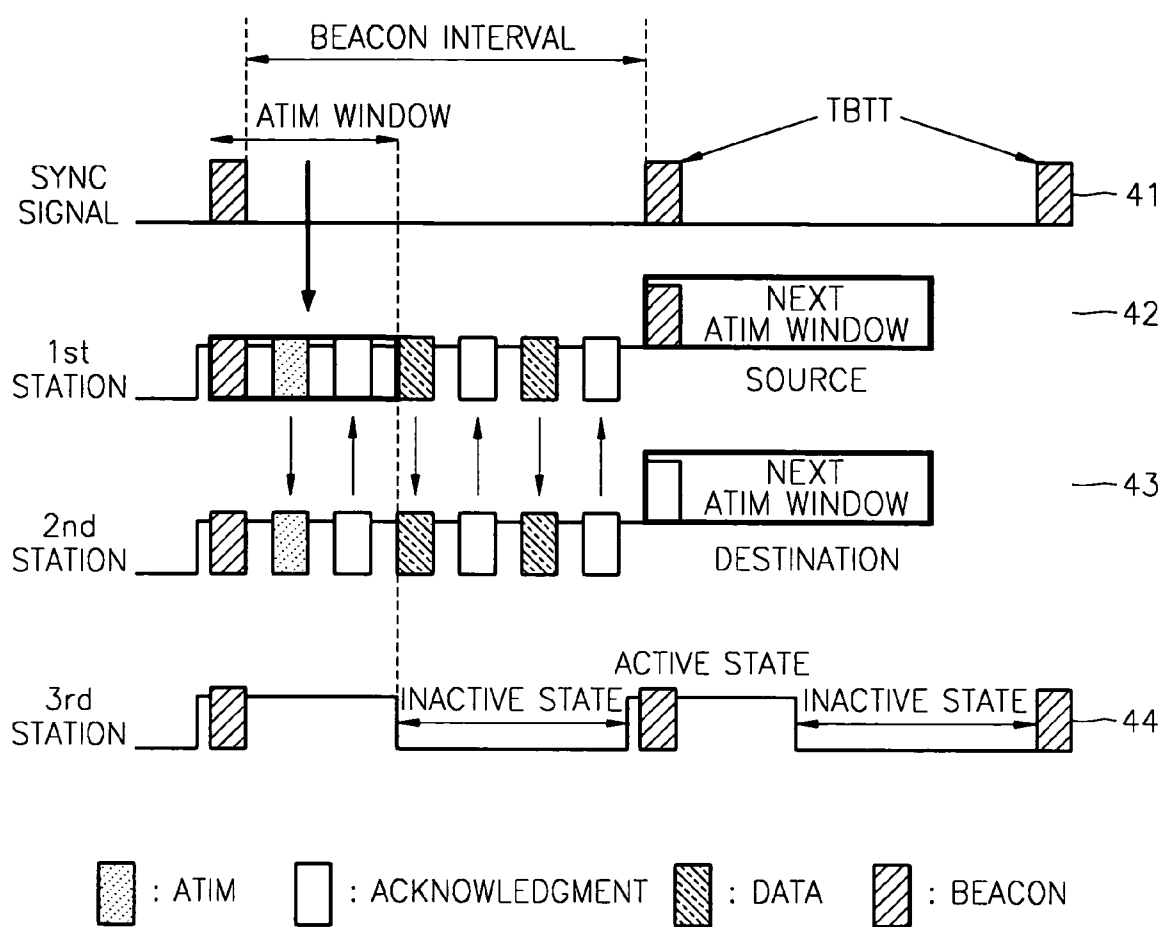 BEACON INTERVAL
ATIM WINDOW
TBTT
SYNC
SIGNAL
41
NEXT
ATIM WINDOW
42
1st
STATION
SOURCE
NEXT
ATIM WINDOW
43
2nd
STATION
DESTINATION
ACTIVE STATE
3rd
STATION
INACTIVE STATE
INACTIVE STATE
44
: ATIM
: ACKNOWLEDGMENT
: DATA
: BEACON